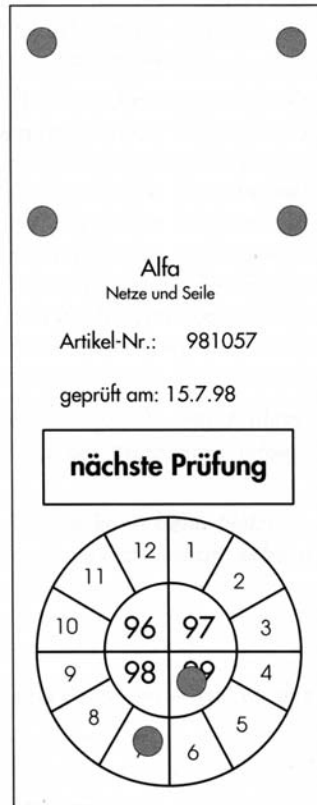 Alfa
Netze und Seile
Artikel-Nr.: 981057
geprüft am: 15.7.98
nächste Prüfung
12 1
11 2
96 97
10 3
98 99
9 4
8 5
6